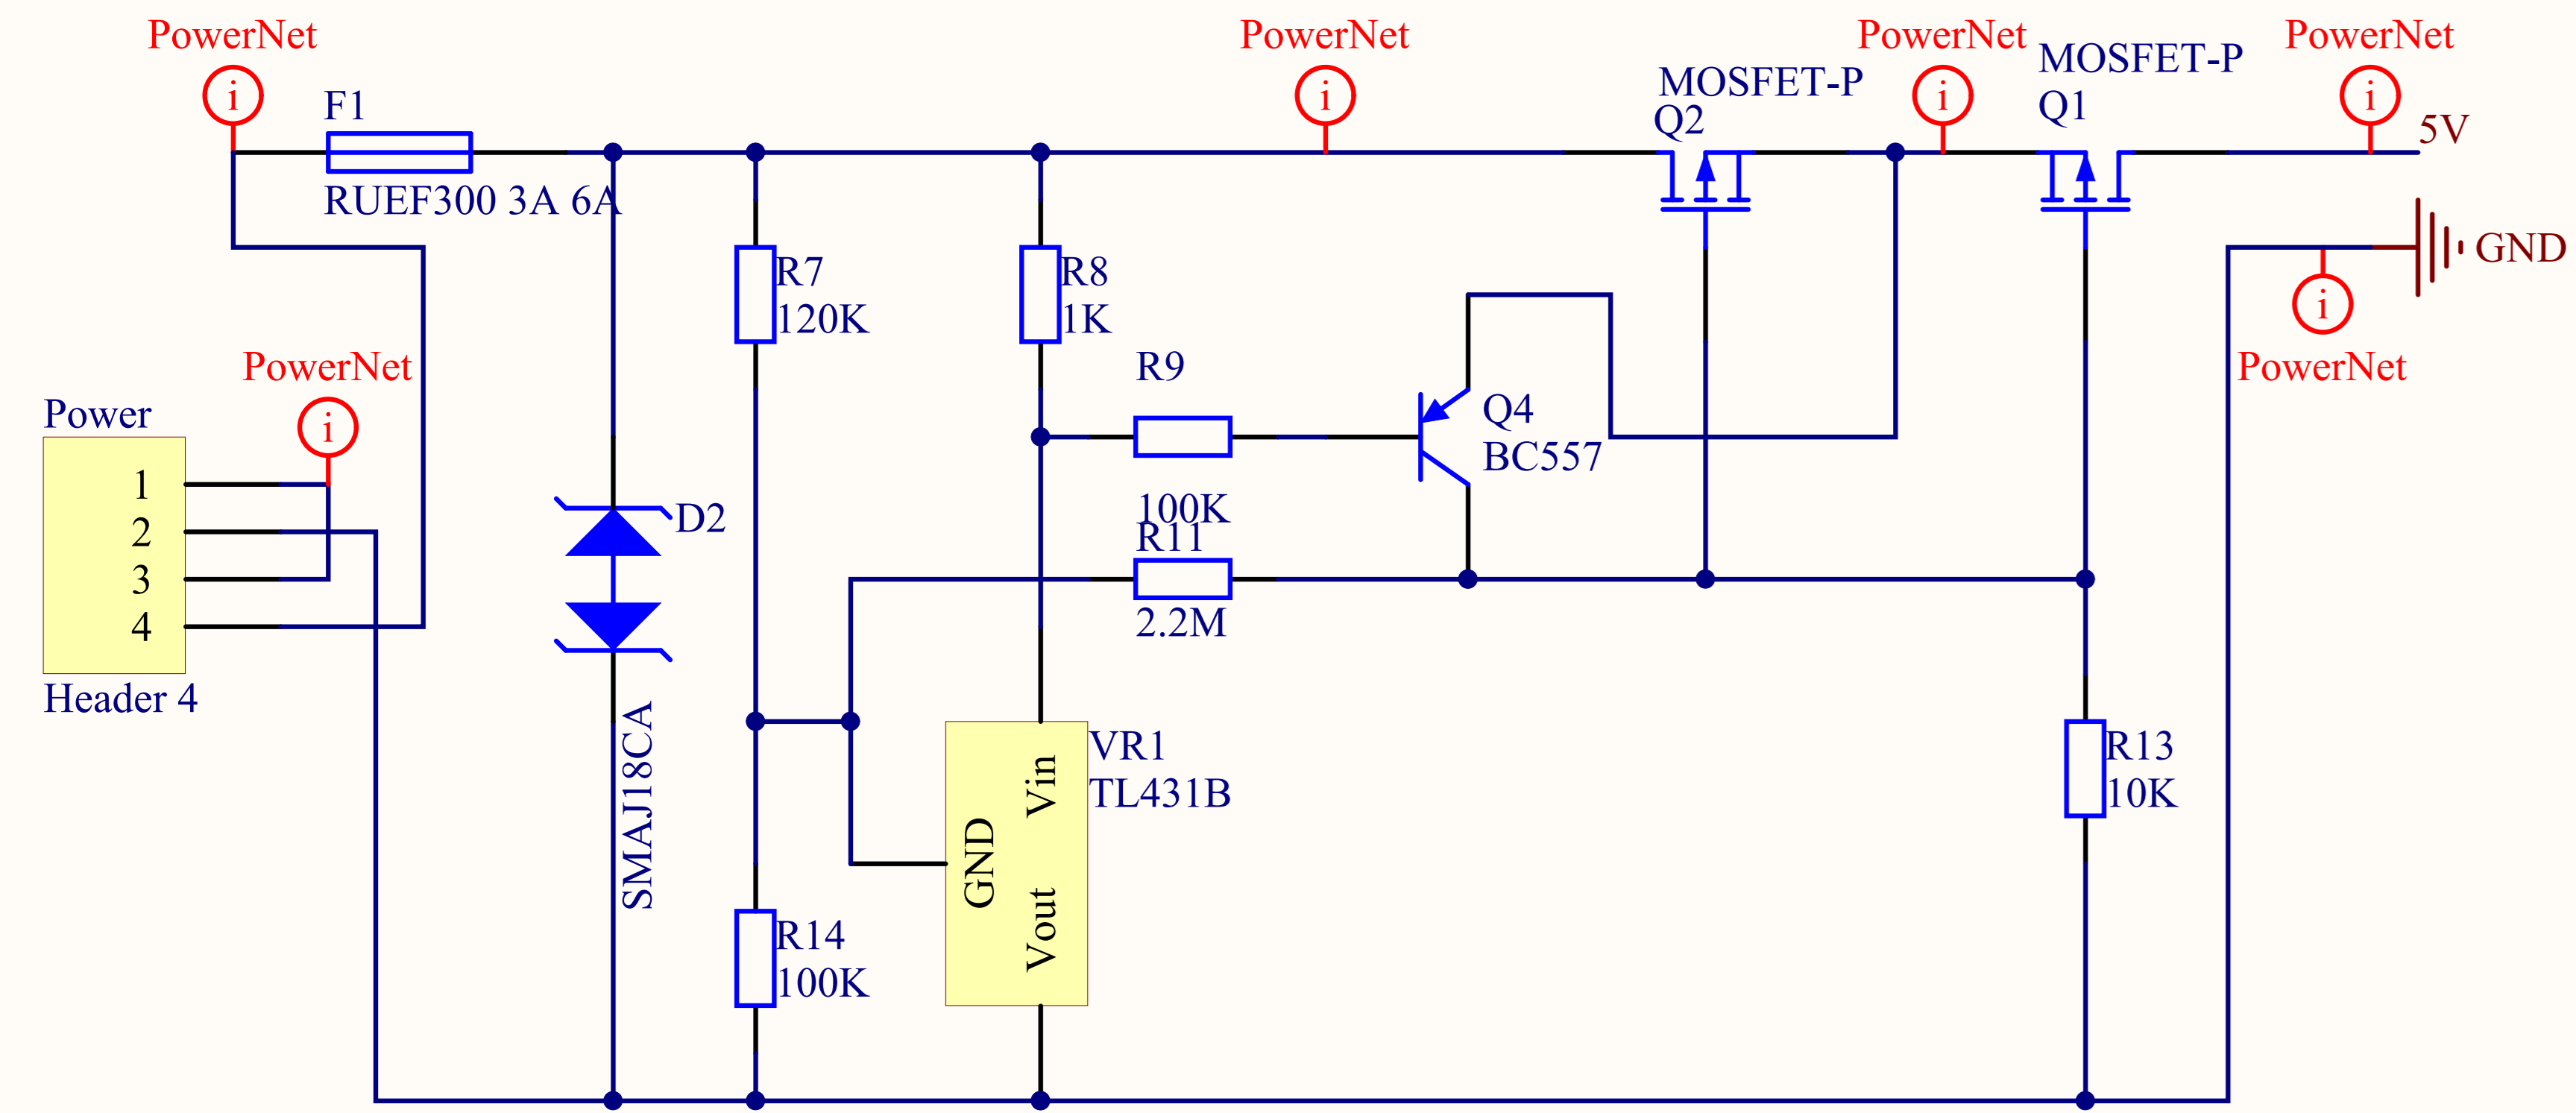 PowerNet
i
F1
RUEF300 3A 6A
PowerNet
i
MOSFET-P
Q2
PowerNet
i
MOSFET-P
Q1
PowerNet
i
5V
GND
i
PowerNet
R7
120K
R8
1K
PowerNet
i
Power
1
2
3
4
Header 4
R9
100K
Q4
BC557
D2
SMAJ18CA
R11
2.2M
VR1
TL431B
Vin
GND
Vout
R13
10K
R14
100K